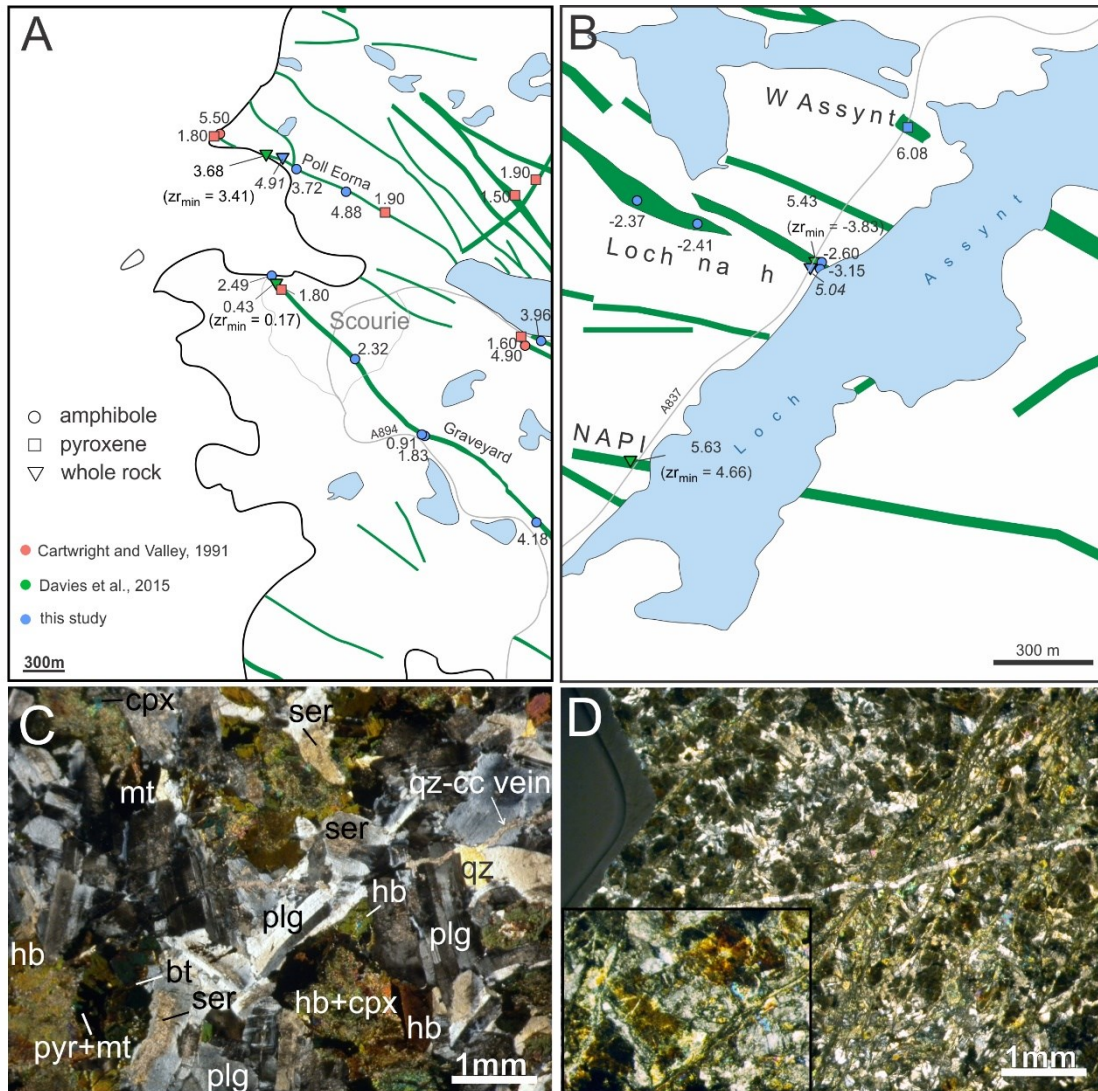 A
5.50
1.80
3.68
(zrmin = 3.41)
4.91
3.72
Poll Eorna
4.88
1.90
1.90
1.50
2.49
0.43
(zrmin = 0.17)
1.80
Scourie
3.96
1.60
4.90
2.32
A894
0.91
1.83
Graveyard
4.18
amphibole
pyroxene
whole rock
Cartwright and Valley, 1991
Davies et al., 2015
this study
300m
B
W Assynt
6.08
5.43
(zrmin = -3.83)
-2.37
-2.41
-2.60
-3.15
5.04
Loch na h
Loch Assynt
A837
NAPI
5.63
(zrmin = 4.66)
300 m
C
cpx
ser
qz-cc vein
mt
ser
qz
hb
plg
plg
hb
bt
ser
hb+cpx
hb
pyr+mt
plg
1mm
D
1mm